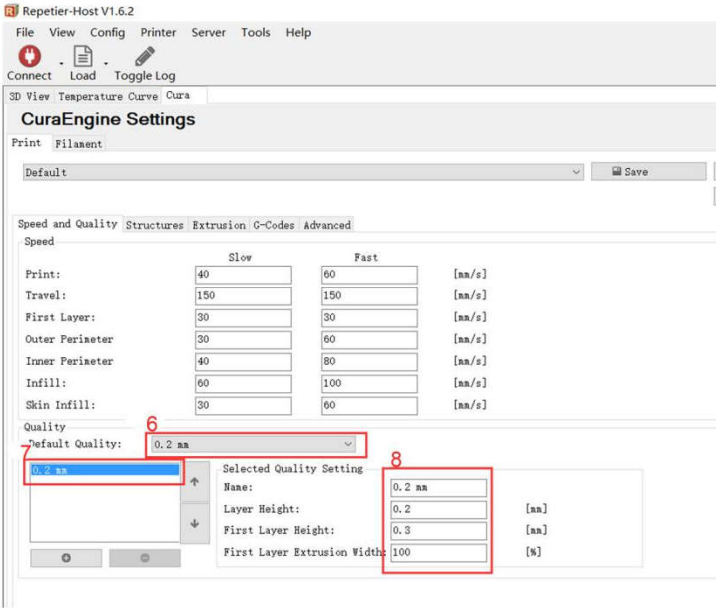 Repetier-Host V1.6.2
File View Config Printer Server Tools Help
Connect Load Toggle Log
3D View Temperature Curve Cura
CuraEngine Settings
Print Filament
Default Save
Speed and Quality Structures Extrusion G-Codes Advanced
Speed
Slow Fast
Print: 40 60 [mm/s]
Travel: 150 150 [mm/s]
First Layer: 30 30 [mm/s]
Outer Perimeter 30 60 [mm/s]
Inner Perimeter 40 80 [mm/s]
Infill: 60 100 [mm/s]
Skin Infill: 30 60 [mm/s]
Quality 6
Default Quality: 0.2 mm
7 8
0.2 mm Selected Quality Setting
Name: 0.2 mm
Layer Height: 0.2 [mm]
First Layer Height: 0.3 [mm]
First Layer Extrusion Width: 100 [%]